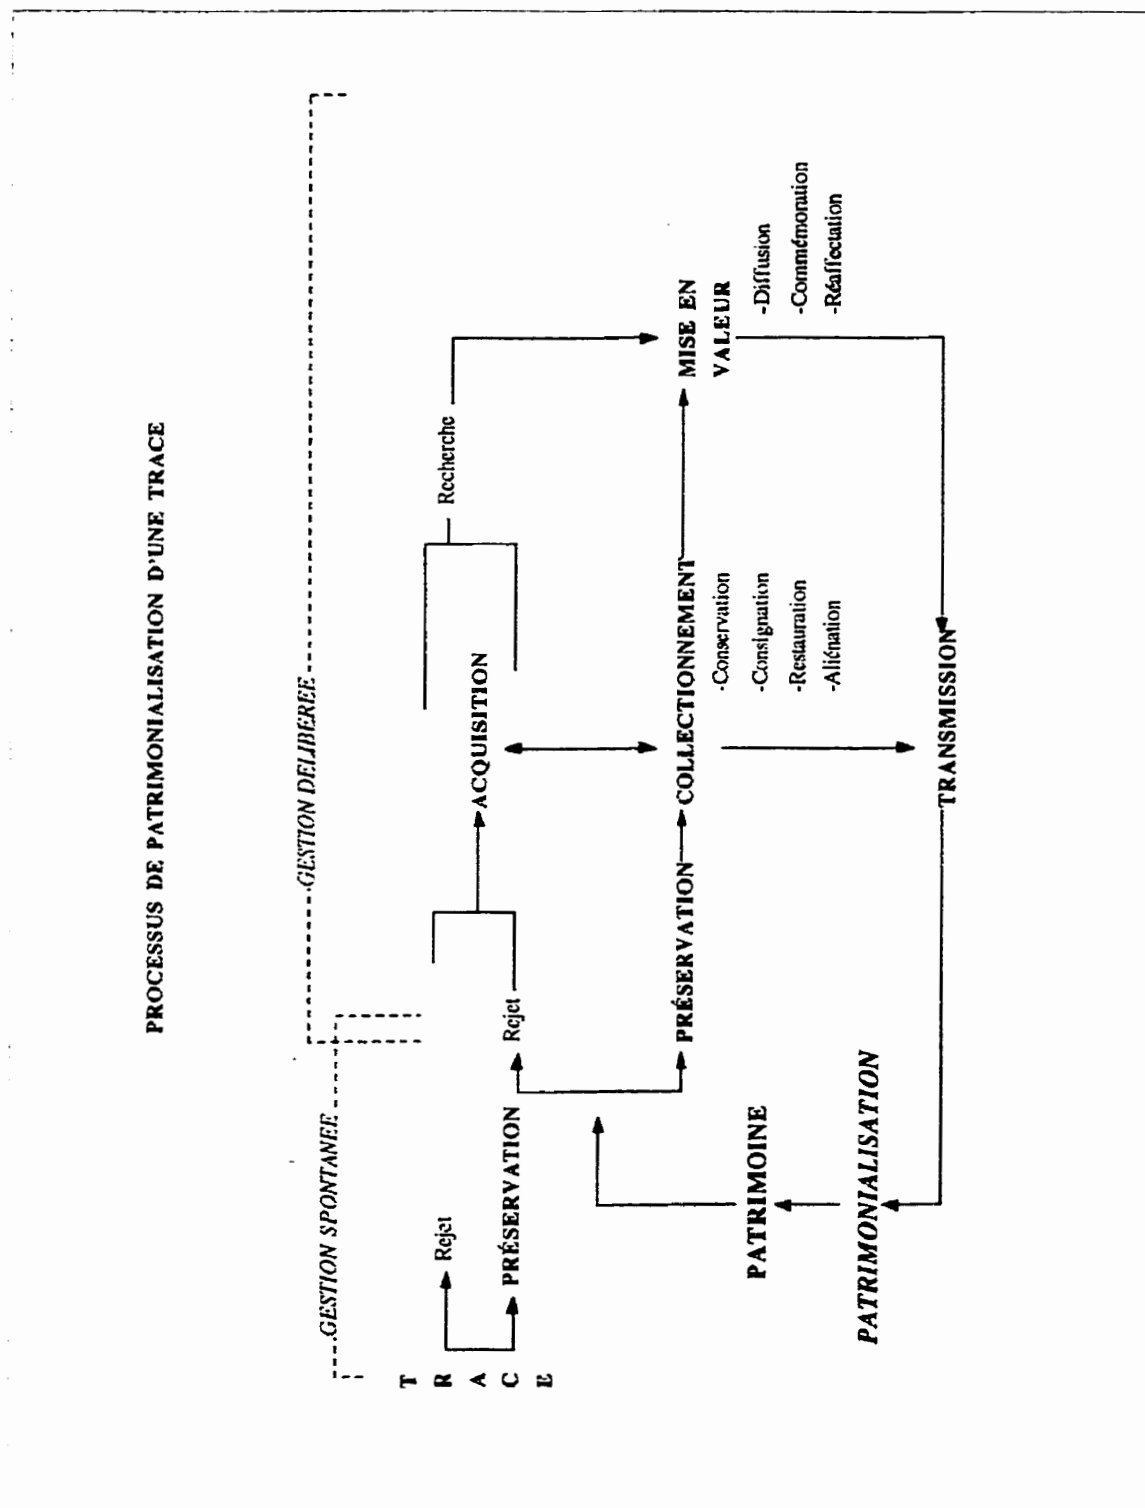 PROCESSUS DE PATRIMONIALISATION D'UNE TRACE
GESTION SPONTANEE
GESTION DELIBEREE
T
R
A
C
E
Rejet
PRÉSERVATION
Rejet
ACQUISITION
Recherche
PRÉSERVATION
COLLECTIONNEMENT
-Conservation
-Consignation
-Restauration
-Aliénation
MISE EN
VALEUR
-Diffusion
-Commémoration
-Réaffectation
PATRIMOINE
PATRIMONIALISATION
TRANSMISSION